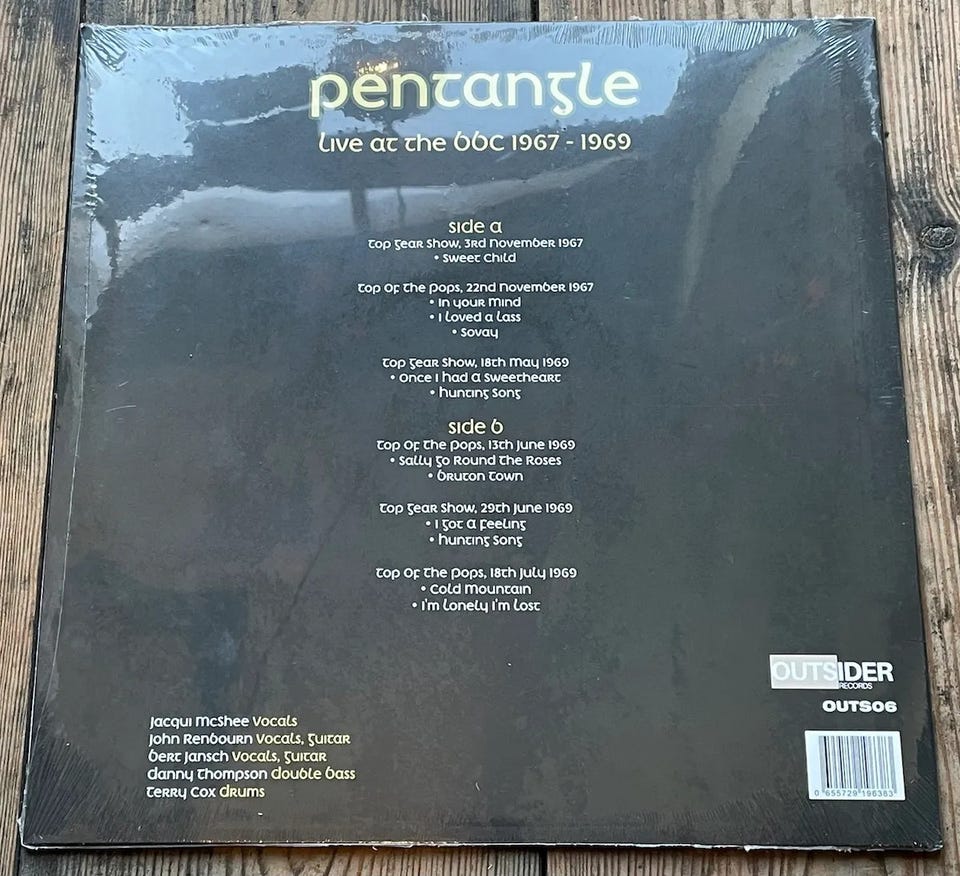 pentangle
Live at the BBC 1967 - 1969
side a
Top Gear Show, 3rd November 1967
• Sweet Child
Top Of The Pops, 22nd November 1967
• In Your Mind
• I Loved a Lass
• Sovay
Top Gear Show, 18th May 1969
• Once I Had A Sweetheart
• Hunting Song
side b
Top Of The Pops, 13th June 1969
• Sally Go Round The Roses
• Bruton Town
Top Gear Show, 29th June 1969
• I Got A Feeling
• Hunting Song
Top Of The Pops, 18th July 1969
• Cold Mountain
• I'm Lonely I'm Lost
OUTSIDER
RECORDS
OUTS06
Jacqui McShee Vocals
John Renbourn Vocals, Guitar
Bert Jansch Vocals, Guitar
Danny Thompson double bass
Terry Cox drums
0 655729 196383